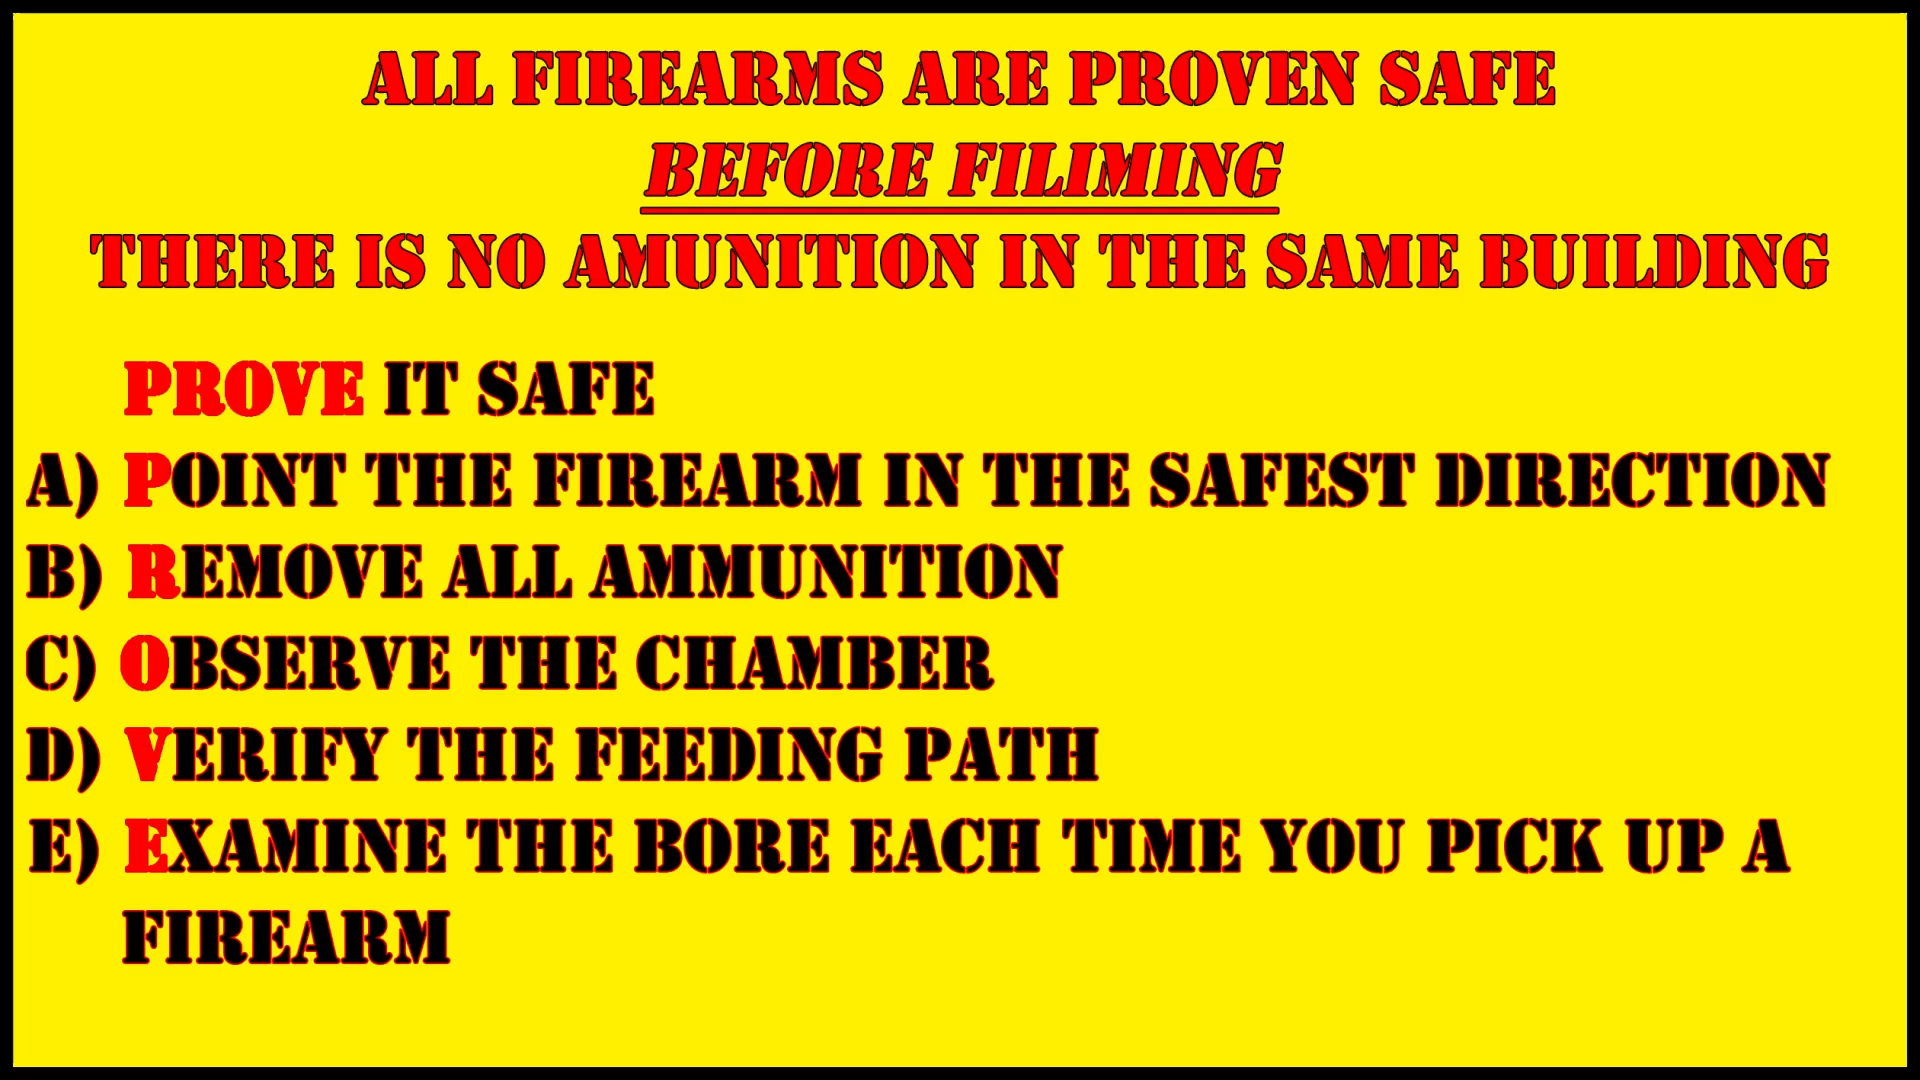 ALL FIREARMS ARE PROVEN SAFE
BEFORE FILIMING
THERE IS NO AMUNITION IN THE SAME BUILDING
PROVE IT SAFE
A) POINT THE FIREARM IN THE SAFEST DIRECTION
B) REMOVE ALL AMMUNITION
C) OBSERVE THE CHAMBER
D) VERIFY THE FEEDING PATH
E) EXAMINE THE BORE EACH TIME YOU PICK UP A
FIREARM